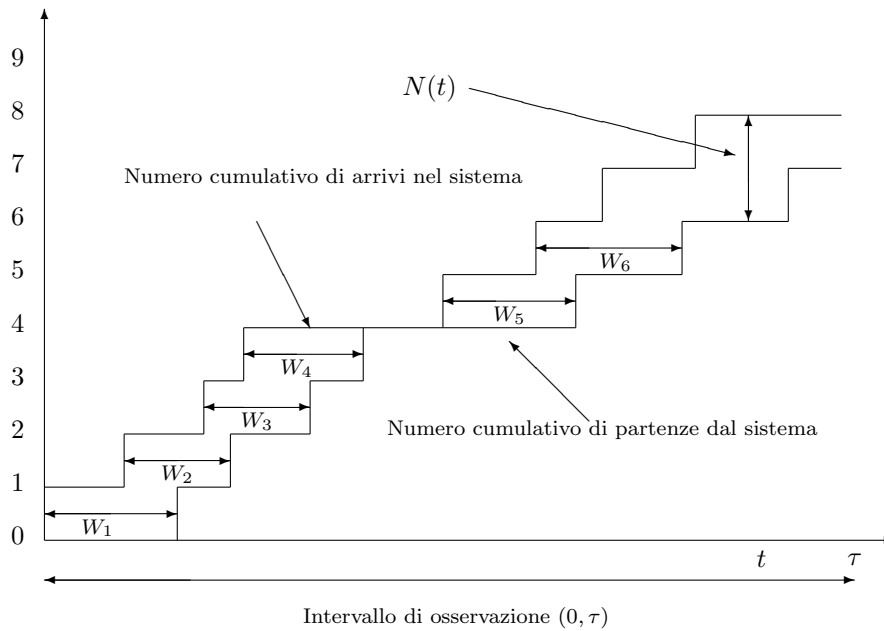 9
N(t)
8
7
Numero cumulativo di arrivi nel sistema
6
W₆
5
W₅
4
W₄
3
W₃
Numero cumulativo di partenze dal sistema
2
W₂
1
W₁
0
t
τ
Intervallo di osservazione (0, τ)